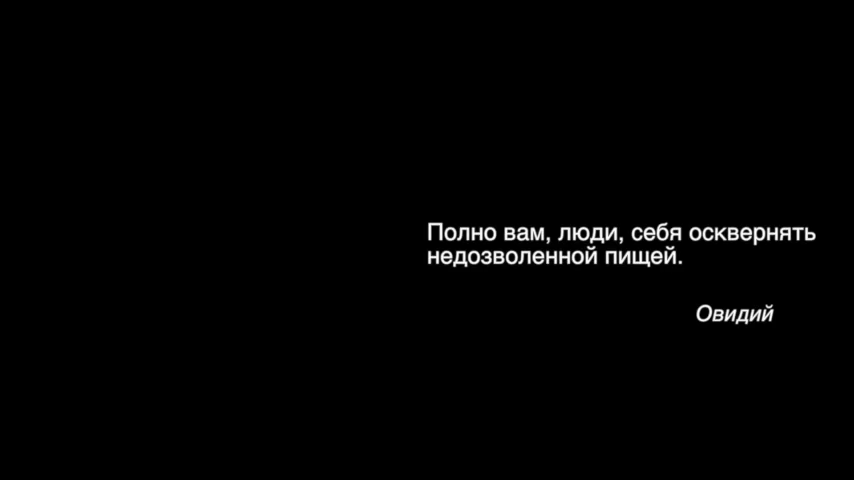 Полно вам, люди, себя осквернять
недозволенной пищей.
Овидий